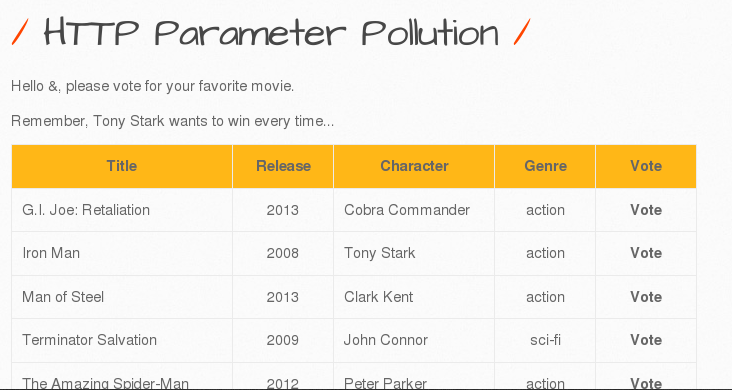 / HTTP Parameter Pollution /
Hello &, please vote for your favorite movie.
Remember, Tony Stark wants to win every time...
Title Release Character Genre Vote
G.I. Joe: Retaliation 2013 Cobra Commander action Vote
Iron Man 2008 Tony Stark action Vote
Man of Steel 2013 Clark Kent action Vote
Terminator Salvation 2009 John Connor sci-fi Vote
The Amazing Spider-Man 2012 Peter Parker action Vote